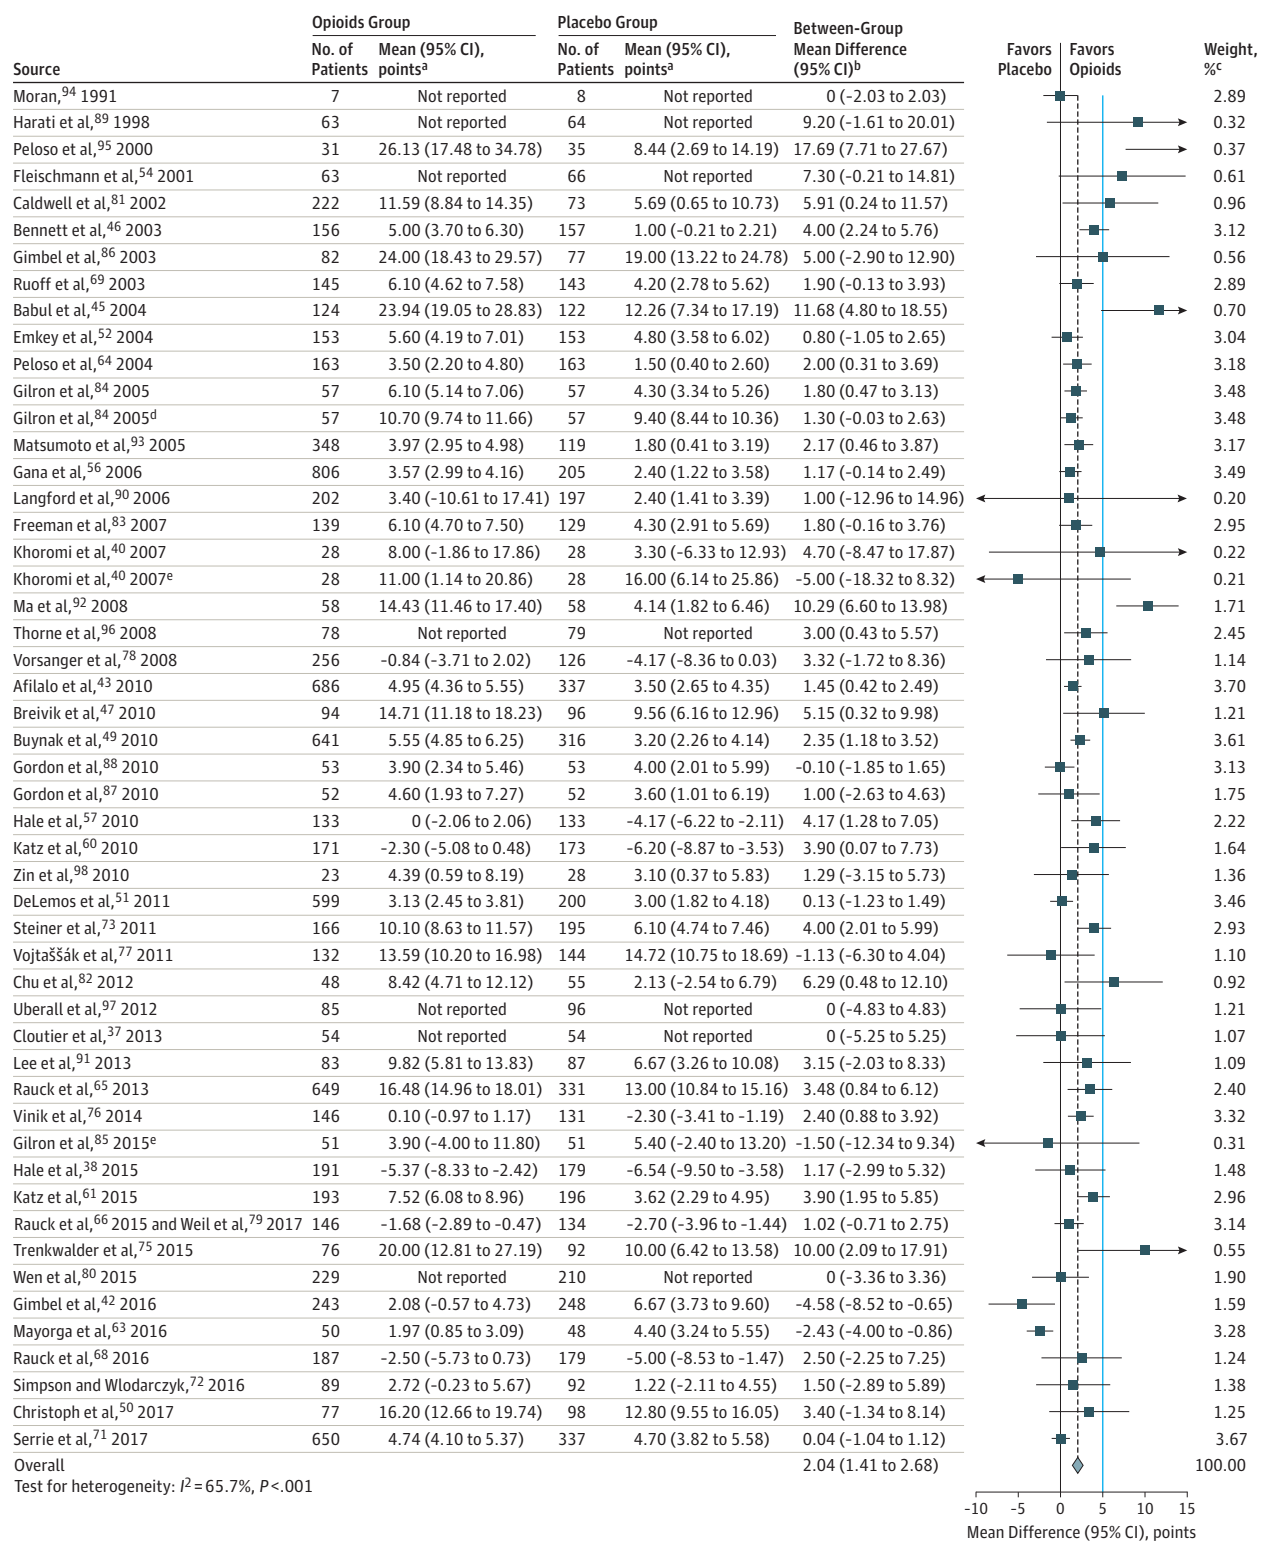 Opioids Group Placebo Group Between-Group
No. of Mean (95% CI), No. of Mean (95% CI), Mean Difference Favors Favors Weight,
Source Patients pointsa Patients pointsa (95% CI)b Placebo Opioids %c
Moran,94 1991 7 Not reported 8 Not reported 0 (-2.03 to 2.03) 2.89
Harati et al,89 1998 63 Not reported 64 Not reported 9.20 (-1.61 to 20.01) 0.32
Peloso et al,95 2000 31 26.13 (17.48 to 34.78) 35 8.44 (2.69 to 14.19) 17.69 (7.71 to 27.67) 0.37
Fleischmann et al,54 2001 63 Not reported 66 Not reported 7.30 (-0.21 to 14.81) 0.61
Caldwell et al,81 2002 222 11.59 (8.84 to 14.35) 73 5.69 (0.65 to 10.73) 5.91 (0.24 to 11.57) 0.96
Bennett et al,46 2003 156 5.00 (3.70 to 6.30) 157 1.00 (-0.21 to 2.21) 4.00 (2.24 to 5.76) 3.12
Gimbel et al,86 2003 82 24.00 (18.43 to 29.57) 77 19.00 (13.22 to 24.78) 5.00 (-2.90 to 12.90) 0.56
Ruoff et al,69 2003 145 6.10 (4.62 to 7.58) 143 4.20 (2.78 to 5.62) 1.90 (-0.13 to 3.93) 2.89
Babul et al,45 2004 124 23.94 (19.05 to 28.83) 122 12.26 (7.34 to 17.19) 11.68 (4.80 to 18.55) 0.70
Emkey et al,52 2004 153 5.60 (4.19 to 7.01) 153 4.80 (3.58 to 6.02) 0.80 (-1.05 to 2.65) 3.04
Peloso et al,64 2004 163 3.50 (2.20 to 4.80) 163 1.50 (0.40 to 2.60) 2.00 (0.31 to 3.69) 3.18
Gilron et al,84 2005 57 6.10 (5.14 to 7.06) 57 4.30 (3.34 to 5.26) 1.80 (0.47 to 3.13) 3.48
Gilron et al,84 2005d 57 10.70 (9.74 to 11.66) 57 9.40 (8.44 to 10.36) 1.30 (-0.03 to 2.63) 3.48
Matsumoto et al,93 2005 348 3.97 (2.95 to 4.98) 119 1.80 (0.41 to 3.19) 2.17 (0.46 to 3.87) 3.17
Gana et al,56 2006 806 3.57 (2.99 to 4.16) 205 2.40 (1.22 to 3.58) 1.17 (-0.14 to 2.49) 3.49
Langford et al,90 2006 202 3.40 (-10.61 to 17.41) 197 2.40 (1.41 to 3.39) 1.00 (-12.96 to 14.96) 0.20
Freeman et al,83 2007 139 6.10 (4.70 to 7.50) 129 4.30 (2.91 to 5.69) 1.80 (-0.16 to 3.76) 2.95
Khoromi et al,40 2007 28 8.00 (-1.86 to 17.86) 28 3.30 (-6.33 to 12.93) 4.70 (-8.47 to 17.87) 0.22
Khoromi et al,40 2007e 28 11.00 (1.14 to 20.86) 28 16.00 (6.14 to 25.86) -5.00 (-18.32 to 8.32) 0.21
Ma et al,92 2008 58 14.43 (11.46 to 17.40) 58 4.14 (1.82 to 6.46) 10.29 (6.60 to 13.98) 1.71
Thorne et al,96 2008 78 Not reported 79 Not reported 3.00 (0.43 to 5.57) 2.45
Vorsanger et al,78 2008 256 -0.84 (-3.71 to 2.02) 126 -4.17 (-8.36 to 0.03) 3.32 (-1.72 to 8.36) 1.14
Afilalo et al,43 2010 686 4.95 (4.36 to 5.55) 337 3.50 (2.65 to 4.35) 1.45 (0.42 to 2.49) 3.70
Breivik et al,47 2010 94 14.71 (11.18 to 18.23) 96 9.56 (6.16 to 12.96) 5.15 (0.32 to 9.98) 1.21
Buynak et al,49 2010 641 5.55 (4.85 to 6.25) 316 3.20 (2.26 to 4.14) 2.35 (1.18 to 3.52) 3.61
Gordon et al,88 2010 53 3.90 (2.34 to 5.46) 53 4.00 (2.01 to 5.99) -0.10 (-1.85 to 1.65) 3.13
Gordon et al,87 2010 52 4.60 (1.93 to 7.27) 52 3.60 (1.01 to 6.19) 1.00 (-2.63 to 4.63) 1.75
Hale et al,57 2010 133 0 (-2.06 to 2.06) 133 -4.17 (-6.22 to -2.11) 4.17 (1.28 to 7.05) 2.22
Katz et al,60 2010 171 -2.30 (-5.08 to 0.48) 173 -6.20 (-8.87 to -3.53) 3.90 (0.07 to 7.73) 1.64
Zin et al,98 2010 23 4.39 (0.59 to 8.19) 28 3.10 (0.37 to 5.83) 1.29 (-3.15 to 5.73) 1.36
DeLemos et al,51 2011 599 3.13 (2.45 to 3.81) 200 3.00 (1.82 to 4.18) 0.13 (-1.23 to 1.49) 3.46
Steiner et al,73 2011 166 10.10 (8.63 to 11.57) 195 6.10 (4.74 to 7.46) 4.00 (2.01 to 5.99) 2.93
Vojtaššák et al,77 2011 132 13.59 (10.20 to 16.98) 144 14.72 (10.75 to 18.69) -1.13 (-6.30 to 4.04) 1.10
Chu et al,82 2012 48 8.42 (4.71 to 12.12) 55 2.13 (-2.54 to 6.79) 6.29 (0.48 to 12.10) 0.92
Uberall et al,97 2012 85 Not reported 96 Not reported 0 (-4.83 to 4.83) 1.21
Cloutier et al,37 2013 54 Not reported 54 Not reported 0 (-5.25 to 5.25) 1.07
Lee et al,91 2013 83 9.82 (5.81 to 13.83) 87 6.67 (3.26 to 10.08) 3.15 (-2.03 to 8.33) 1.09
Rauck et al,65 2013 649 16.48 (14.96 to 18.01) 331 13.00 (10.84 to 15.16) 3.48 (0.84 to 6.12) 2.40
Vinik et al,76 2014 146 0.10 (-0.97 to 1.17) 131 -2.30 (-3.41 to -1.19) 2.40 (0.88 to 3.92) 3.32
Gilron et al,85 2015e 51 3.90 (-4.00 to 11.80) 51 5.40 (-2.40 to 13.20) -1.50 (-12.34 to 9.34) 0.31
Hale et al,38 2015 191 -5.37 (-8.33 to -2.42) 179 -6.54 (-9.50 to -3.58) 1.17 (-2.99 to 5.32) 1.48
Katz et al,61 2015 193 7.52 (6.08 to 8.96) 196 3.62 (2.29 to 4.95) 3.90 (1.95 to 5.85) 2.96
Rauck et al,66 2015 and Weil et al,79 2017 146 -1.68 (-2.89 to -0.47) 134 -2.70 (-3.96 to -1.44) 1.02 (-0.71 to 2.75) 3.14
Trenkwalder et al,75 2015 76 20.00 (12.81 to 27.19) 92 10.00 (6.42 to 13.58) 10.00 (2.09 to 17.91) 0.55
Wen et al,80 2015 229 Not reported 210 Not reported 0 (-3.36 to 3.36) 1.90
Gimbel et al,42 2016 243 2.08 (-0.57 to 4.73) 248 6.67 (3.73 to 9.60) -4.58 (-8.52 to -0.65) 1.59
Mayorga et al,63 2016 50 1.97 (0.85 to 3.09) 48 4.40 (3.24 to 5.55) -2.43 (-4.00 to -0.86) 3.28
Rauck et al,68 2016 187 -2.50 (-5.73 to 0.73) 179 -5.00 (-8.53 to -1.47) 2.50 (-2.25 to 7.25) 1.24
Simpson and Wlodarczyk,72 2016 89 2.72 (-0.23 to 5.67) 92 1.22 (-2.11 to 4.55) 1.50 (-2.89 to 5.89) 1.38
Christoph et al,50 2017 77 16.20 (12.66 to 19.74) 98 12.80 (9.55 to 16.05) 3.40 (-1.34 to 8.14) 1.25
Serrie et al,71 2017 650 4.74 (4.10 to 5.37) 337 4.70 (3.82 to 5.58) 0.04 (-1.04 to 1.12) 3.67
Overall 2.04 (1.41 to 2.68) 100.00
Test for heterogeneity: I2 = 65.7%, P <.001
-10 -5 0 5 10 15
Mean Difference (95% CI), points